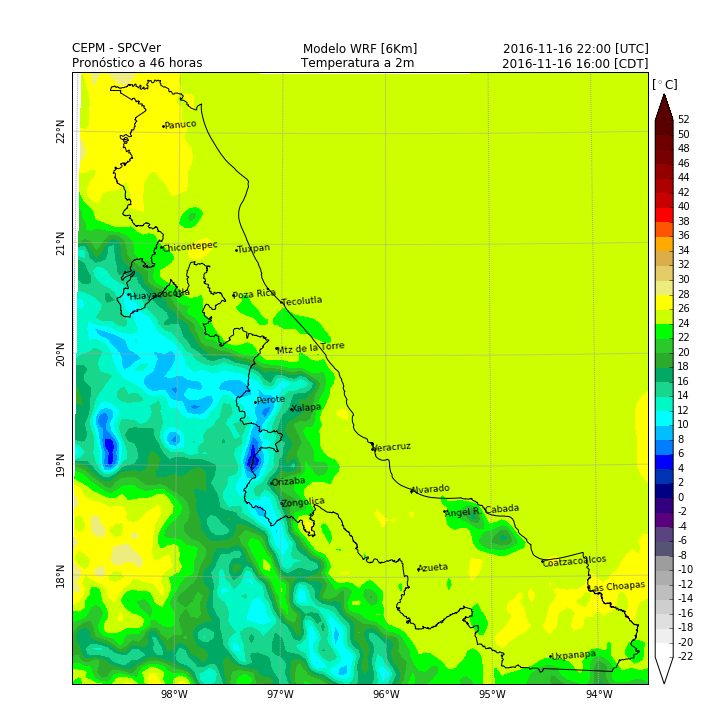 CEPM - SPCVer Modelo WRF [6Km] 2016-11-16 22:00 [UTC]
Pronóstico a 46 horas Temperatura a 2m 2016-11-16 16:00 [CDT]
[°C]
52
50
48
46
44
42
40
38
36
34
32
30
28
26
24
22
20
18
16
14
12
10
8
6
4
2
0
-2
-4
-6
-8
-10
-12
-14
-16
-18
-20
-22
22°N
21°N
20°N
19°N
18°N
Panuco
Chicontepec
Tuxpan
Huayacocotla
Poza Rica
Tecolutla
Mtz de la Torre
Perote
Xalapa
Veracruz
Orizaba
Alvarado
Zongolica
Angel R. Cabada
Azueta
Coatzacoalcos
Las Choapas
Uxpanapa
98°W 97°W 96°W 95°W 94°W